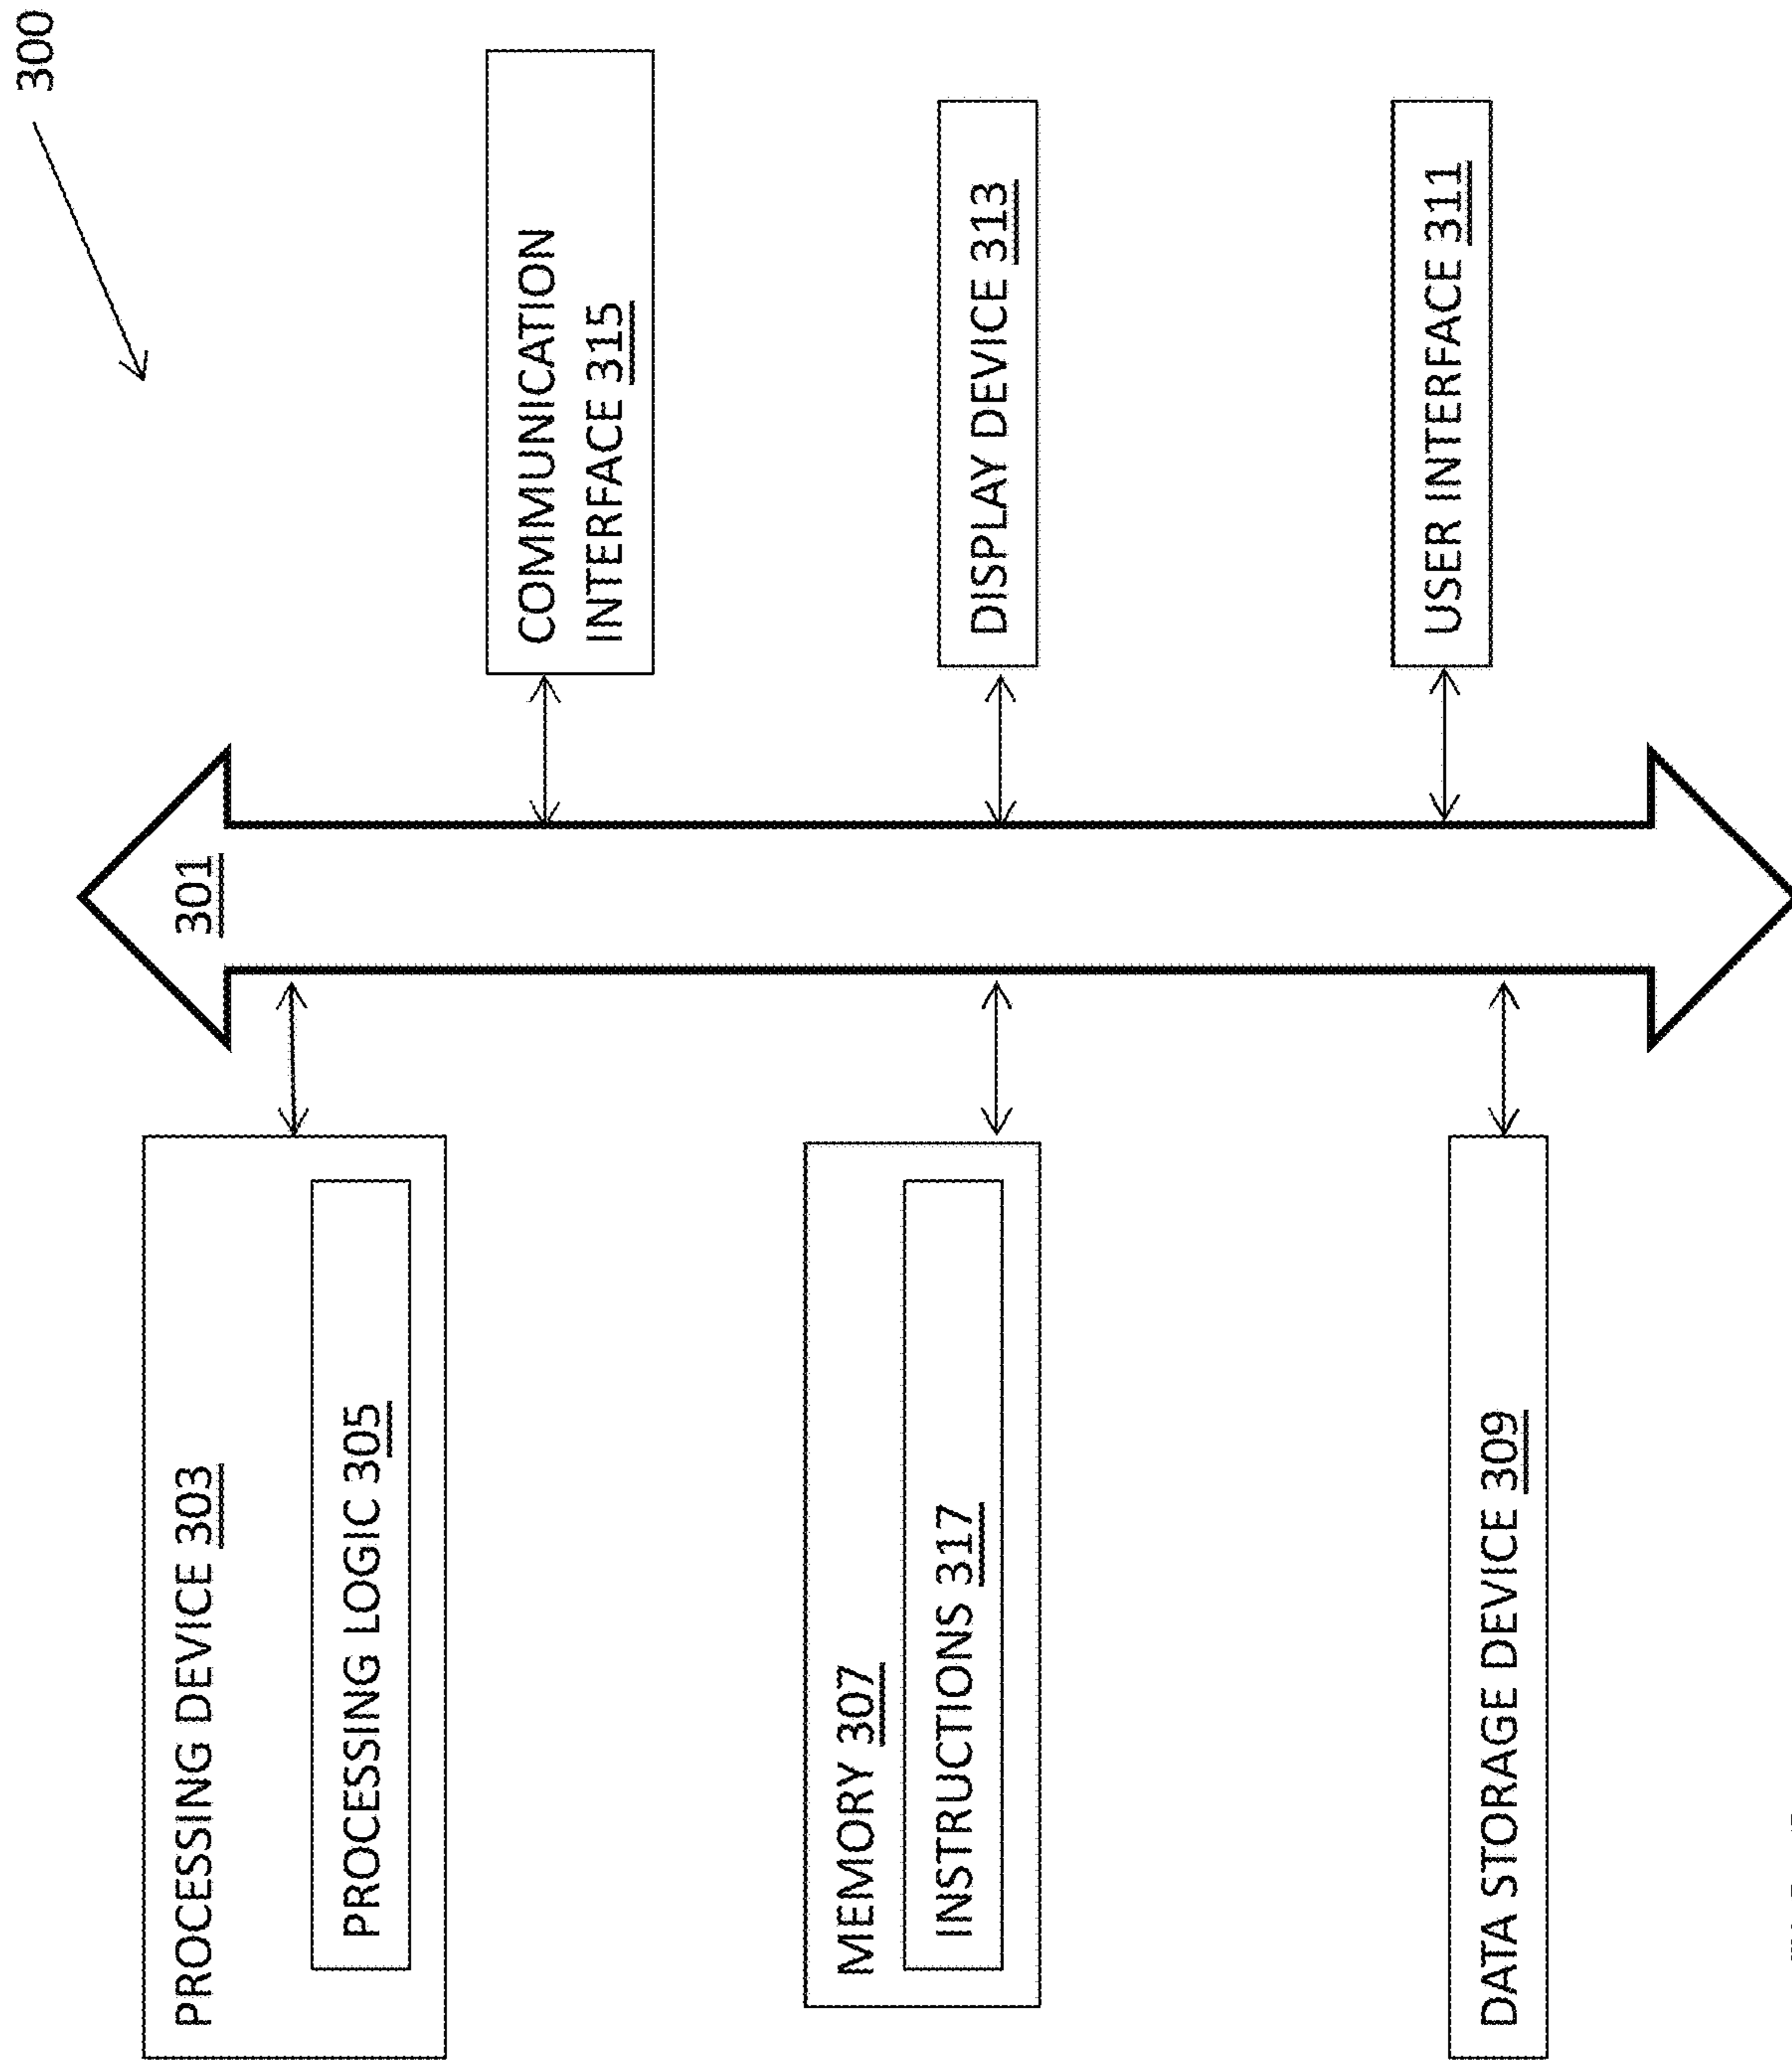 300
PROCESSING DEVICE 303
PROCESSING LOGIC 305
MEMORY 307
INSTRUCTIONS 317
DATA STORAGE DEVICE 309
301
COMMUNICATION
INTERFACE 315
DISPLAY DEVICE 313
USER INTERFACE 311